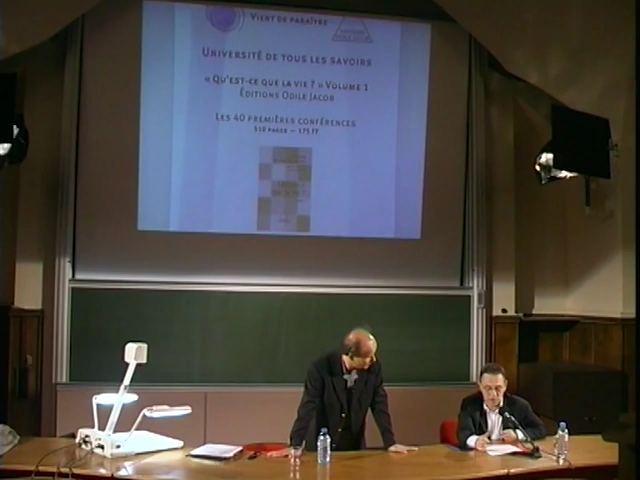 Vient de paraître
Université de tous les savoirs
« Qu'est-ce que la vie ? » Volume 1
Éditions Odile Jacob
Les 40 premières conférences
510 pages — 175 FF